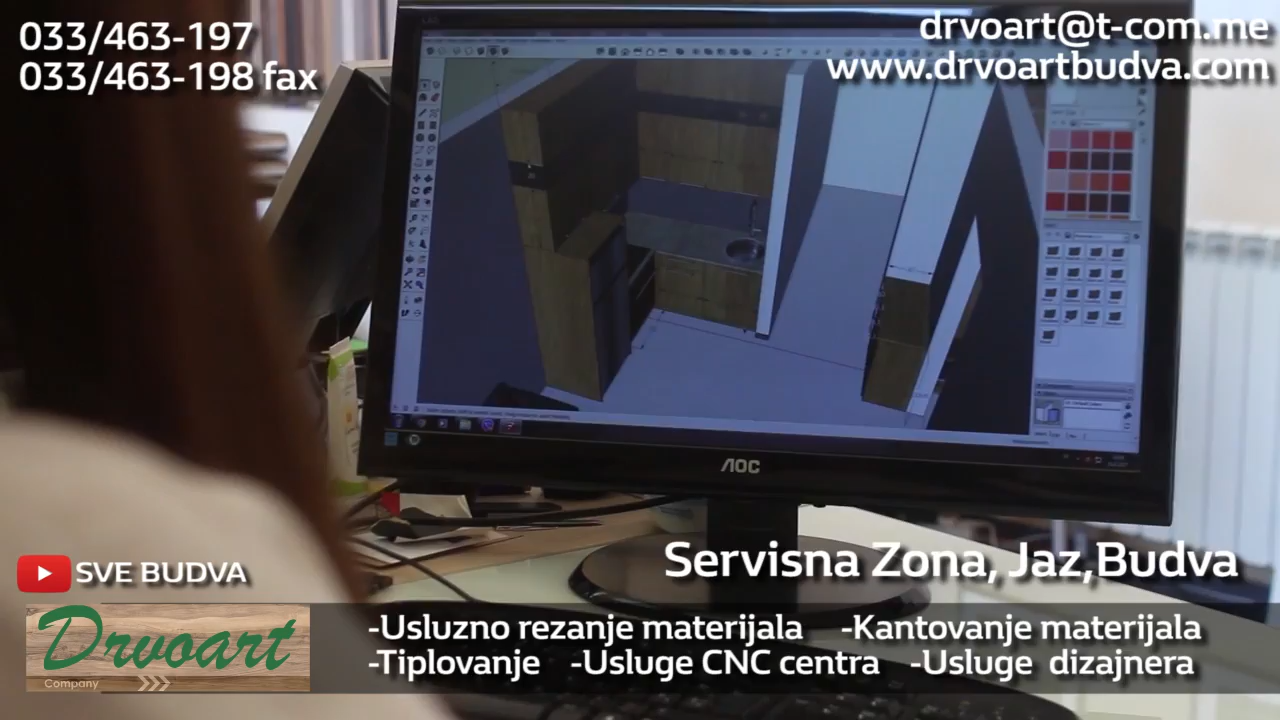 033/463-197
033/463-198 fax
drvoart@t-com.me
www.drvoartbudva.com
AOC
Servisna Zona, Jaz,Budva
SVE BUDVA
Drvoart
Company
-Usluzno rezanje materijala -Kantovanje materijala
-Tiplovanje -Usluge CNC centra -Usluge dizajnera